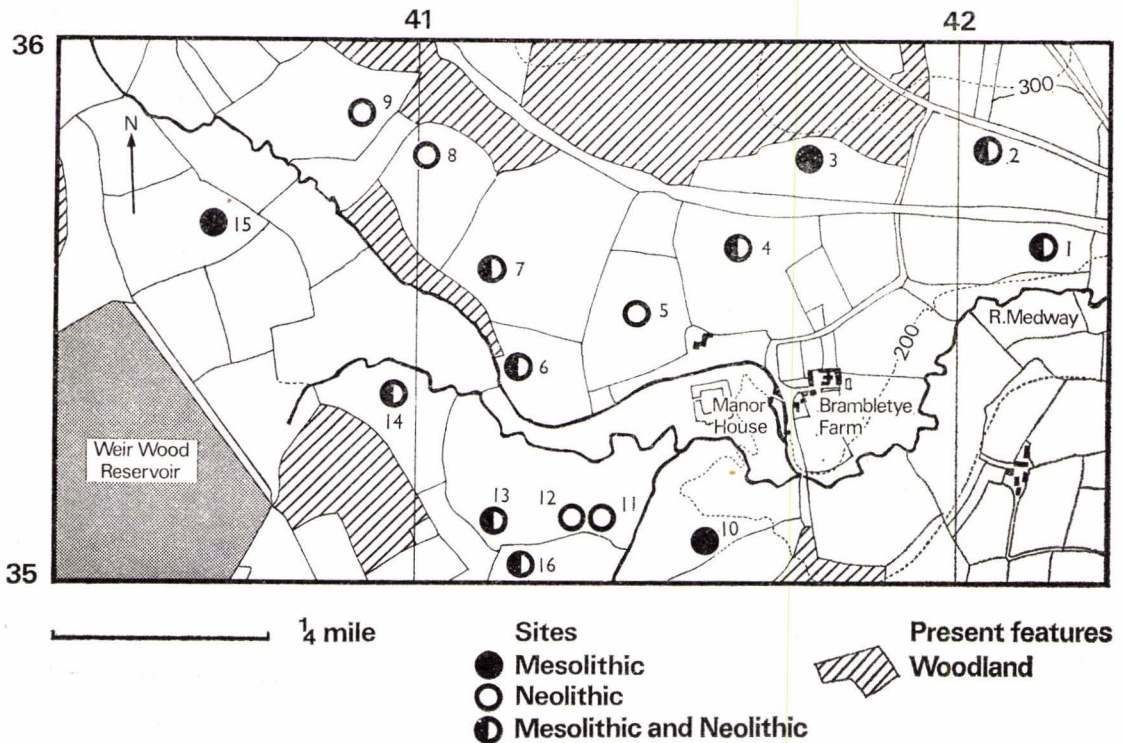 41 42
36
N
300
9
8
3
2
15
4
1
7
5
R.Medway
200
6
14
Manor
House
Brambletye
Farm
Weir Wood
Reservoir
13 12 11
10
16
35
¼ mile
Sites
Mesolithic
Neolithic
Mesolithic and Neolithic
Present features
Woodland